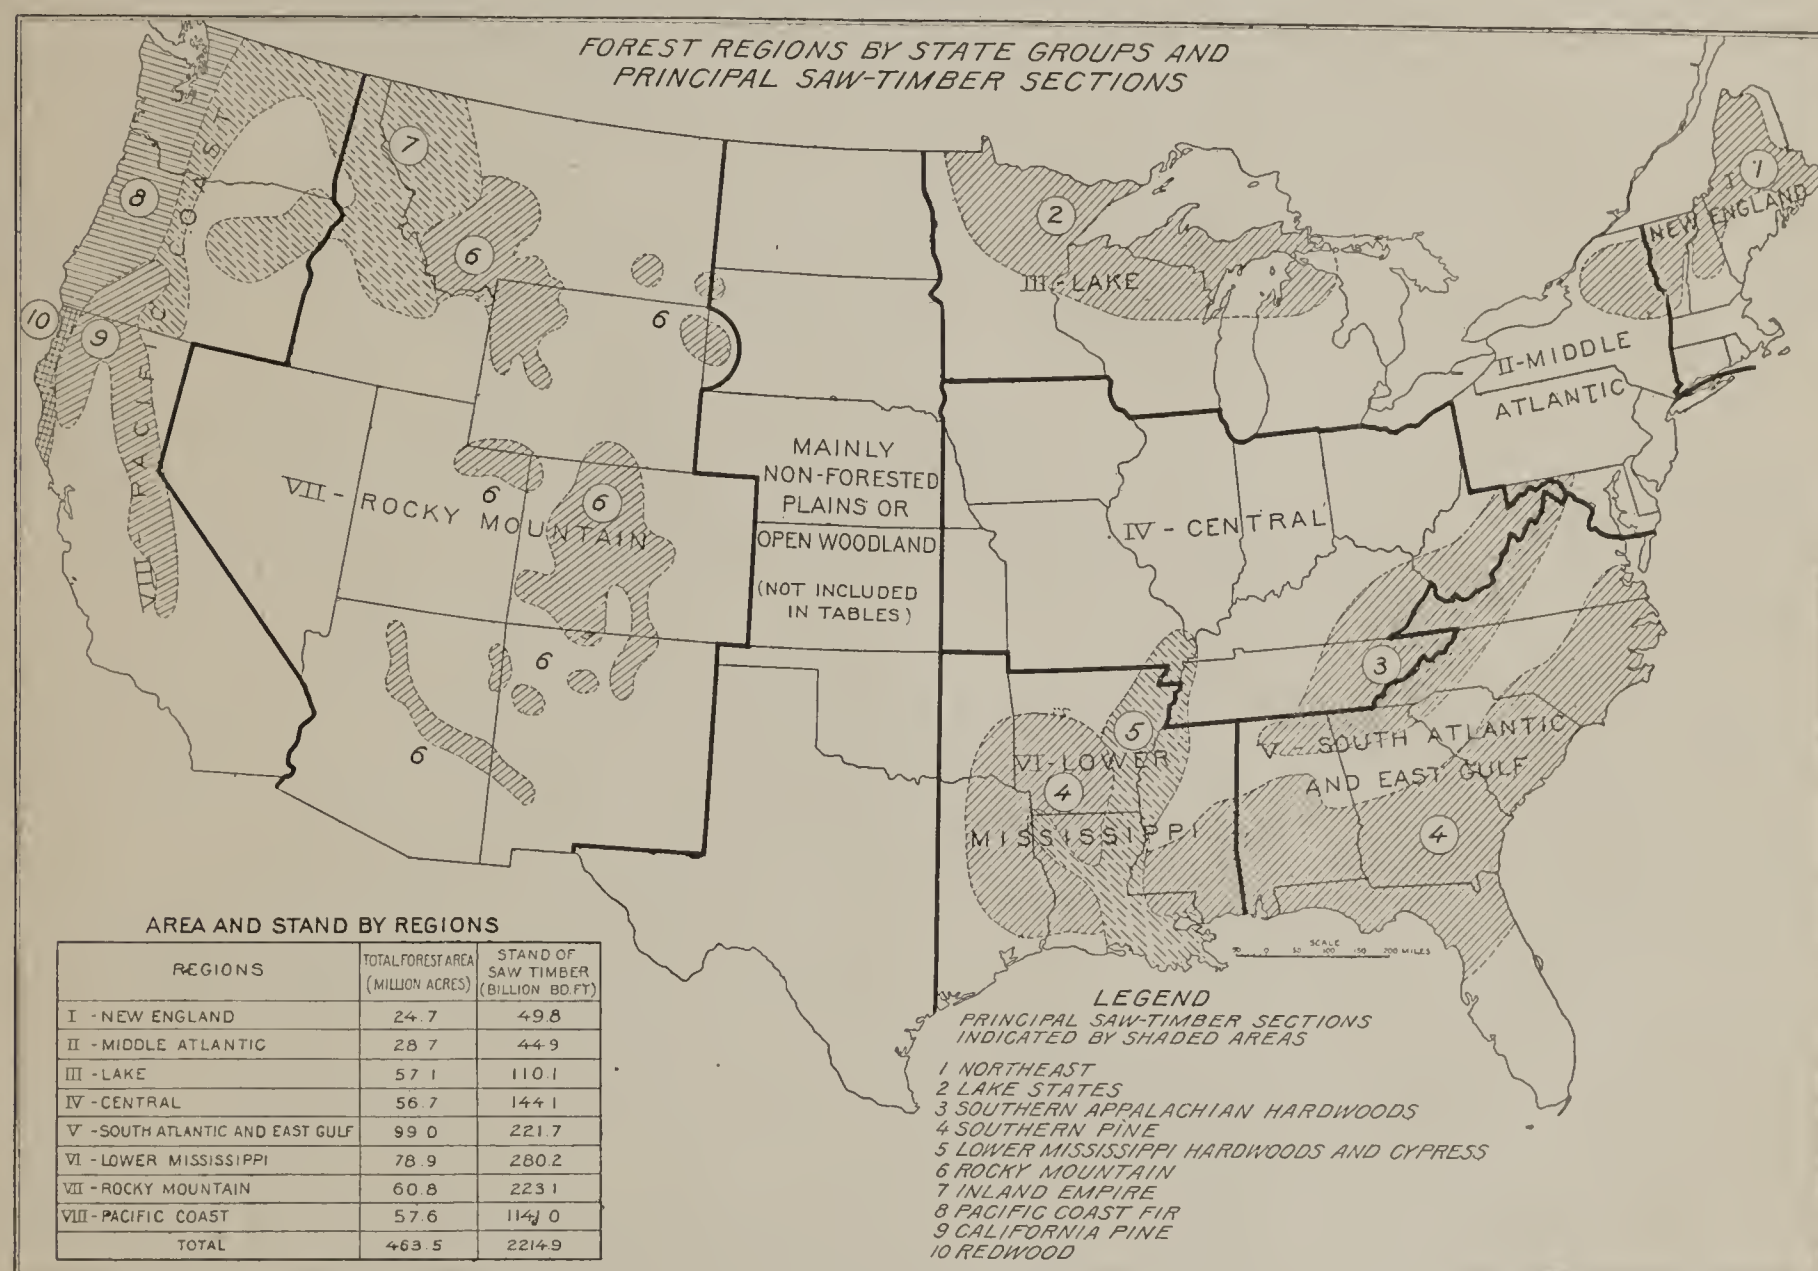 FOREST REGIONS BY STATE GROUPS AND
PRINCIPAL SAW-TIMBER SECTIONS
1
I
NEW ENGLAND
2
III-LAKE
II-MIDDLE
ATLANTIC
7
8
6
6
10
9
VIII-PACIFIC COAST
MAINLY
NON-FORESTED
PLAINS OR
OPEN WOODLAND
(NOT INCLUDED
IN TABLES)
6
6
VII-ROCKY MOUNTAIN
IV-CENTRAL
6
6
3
5
VI-LOWER
MISSISSIPPI
4
V-SOUTH ATLANTIC
AND EAST GULF
4
SCALE
50 0 50 100 150 200 MILES
AREA AND STAND BY REGIONS
REGIONS TOTAL FOREST AREA (MILLION ACRES) STAND OF SAW TIMBER (BILLION BD.FT)
I -NEW ENGLAND 24.7 49.8
II -MIDDLE ATLANTIC 28 7 44 9
III -LAKE 57 1 110.1
IV -CENTRAL 56.7 144 1
V -SOUTH ATLANTIC AND EAST GULF 99 0 221.7
VI -LOWER MISSISSIPPI 78.9 280.2
VII -ROCKY MOUNTAIN 60.8 223 1
VIII -PACIFIC COAST 57.6 1141 0
TOTAL 463.5 2214.9
LEGEND
PRINCIPAL SAW-TIMBER SECTIONS
INDICATED BY SHADED AREAS
1 NORTHEAST
2 LAKE STATES
3 SOUTHERN APPALACHIAN HARDWOODS
4 SOUTHERN PINE
5 LOWER MISSISSIPPI HARDWOODS AND CYPRESS
6 ROCKY MOUNTAIN
7 INLAND EMPIRE
8 PACIFIC COAST FIR
9 CALIFORNIA PINE
10 REDWOOD